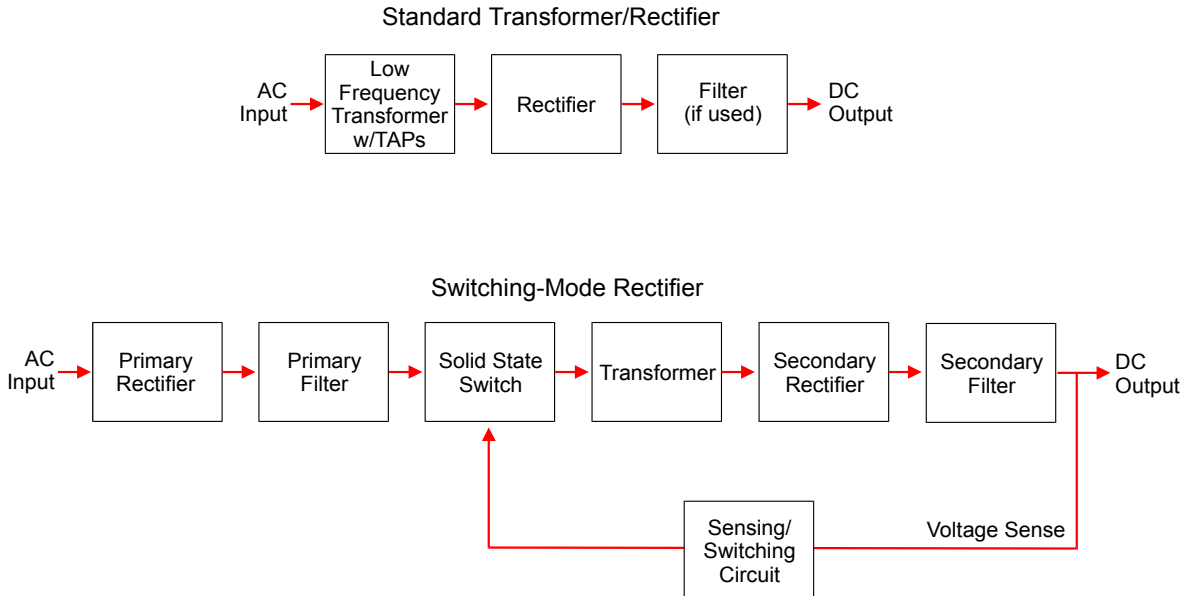 Standard Transformer/Rectifier
AC
Input
Low
Frequency
Transformer
w/TAPs
Rectifier
Filter
(if used)
DC
Output
Switching-Mode Rectifier
AC
Input
Primary
Rectifier
Primary
Filter
Solid State
Switch
Transformer
Secondary
Rectifier
Secondary
Filter
DC
Output
Sensing/
Switching
Circuit
Voltage Sense